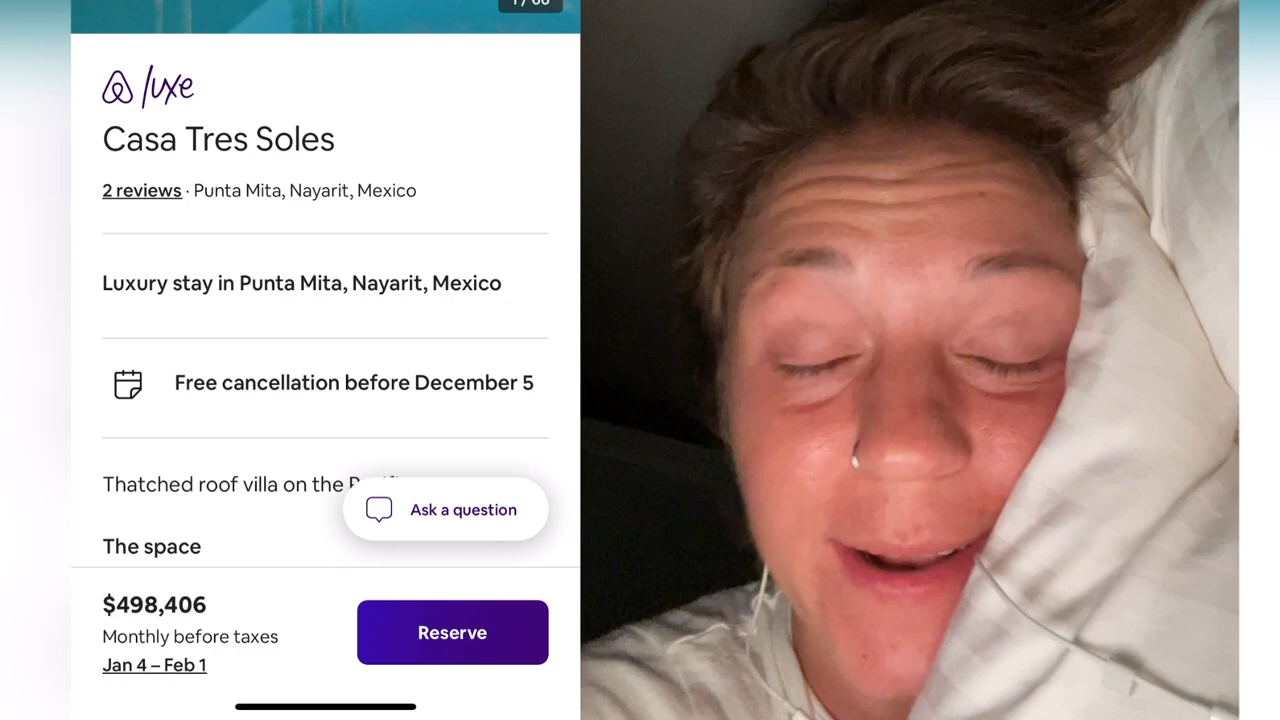 luxe
Casa Tres Soles
2 reviews · Punta Mita, Nayarit, Mexico
Luxury stay in Punta Mita, Nayarit, Mexico
Free cancellation before December 5
Thatched roof villa on the
Ask a question
The space
$498,406
Monthly before taxes
Jan 4 – Feb 1
Reserve